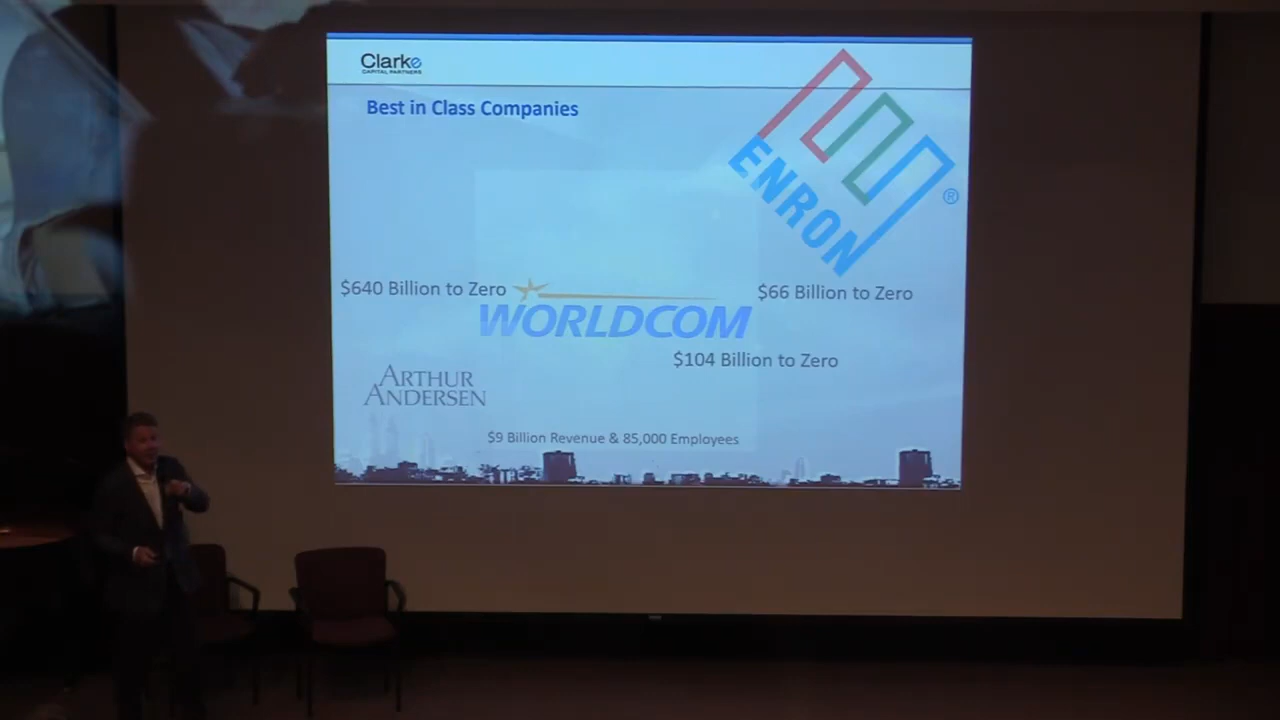 Clarke
CAPITAL PARTNERS
Best in Class Companies
ENRON
®
$640 Billion to Zero
$66 Billion to Zero
WORLDCOM
$104 Billion to Zero
ARTHUR
ANDERSEN
$9 Billion Revenue & 85,000 Employees